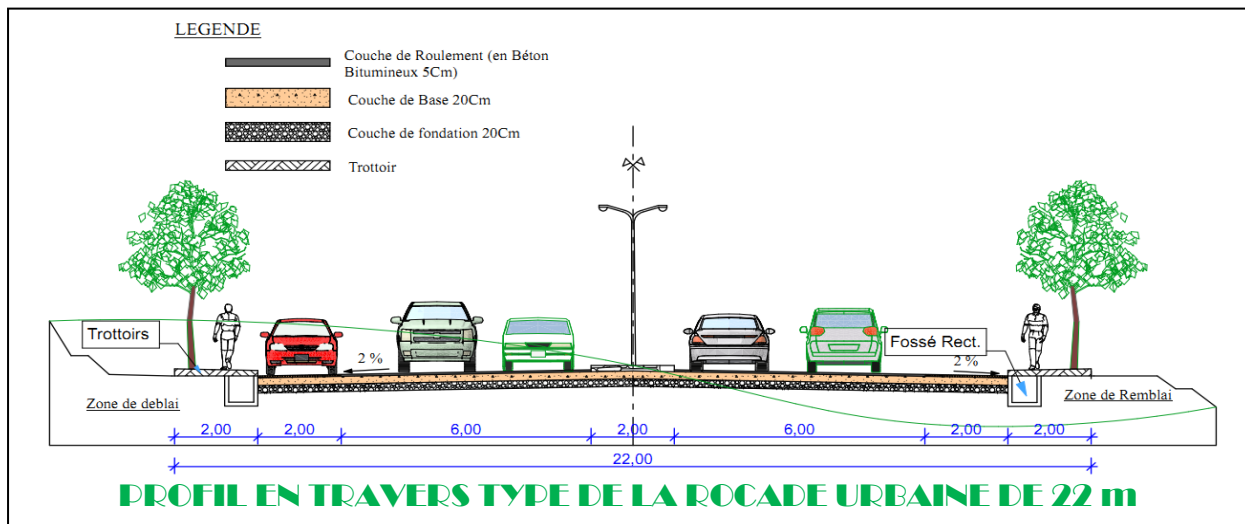 LEGENDE
Couche de Roulement (en Béton
Bitumineux 5Cm)
Couche de Base 20Cm
Couche de fondation 20Cm
Trottoir
Trottoirs
2 %
Fossé Rect.
2 %
Zone de deblai
Zone de Remblai
2,00 2,00 6,00 2,00 6,00 2,00 2,00
22,00
PROFIL EN TRAVERS TYPE DE LA ROCADE URBAINE DE 22 m